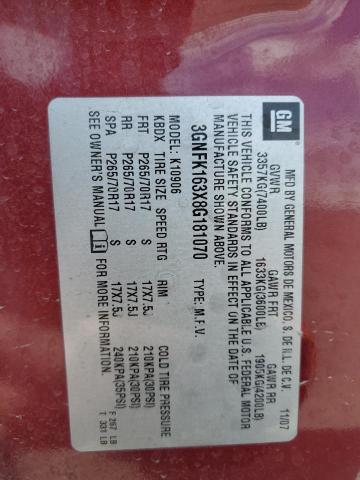 GM
MFD BY GENERAL MOTORS DE MEXICO, S. DE R.L. DE C.V. 11/07
GVWR GAWR FRT GAWR RR
3357KG(7400LB) 1633KG(3600LB) 1905KG(4200LB)
THIS VEHICLE CONFORMS TO ALL APPLICABLE U.S. FEDERAL MOTOR
VEHICLE SAFETY STANDARDS IN EFFECT ON THE DATE OF
MANUFACTURE SHOWN ABOVE.
3GNFK163X8G181070 TYPE: M.F.V.
MODEL: K10906
KBDX TIRE SIZE SPEED RTG RIM COLD TIRE PRESSURE
FRT P265/70R17 S 17X7.5J 210KPA(30PSI)
RR P265/70R17 S 17X7.5J 210KPA(30PSI)
SPA P265/70R17 S 17X7.5J 240KPA(35PSI)
SEE OWNER'S MANUAL FOR MORE INFORMATION. F 267 LB
T 331 LB